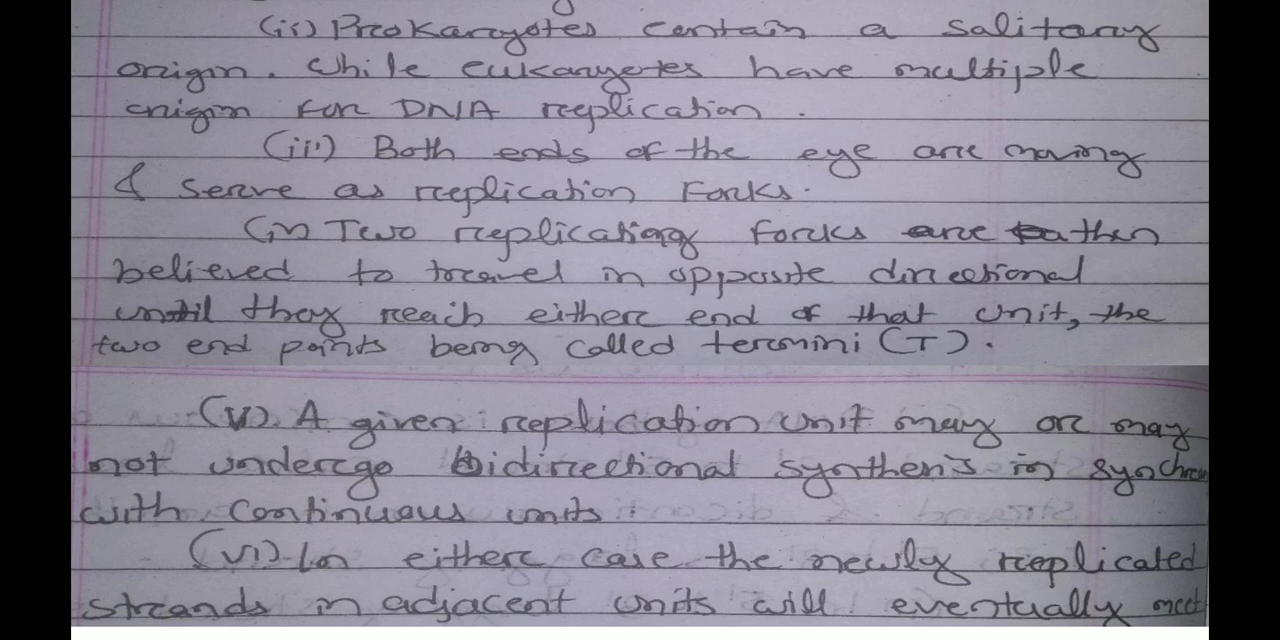 (ii) Prokaryotes contain a salitary
origin. While eukaryotes have multiple
origin for DNA replication.
(iii) Both ends of the eye are moving
& serve as replication Forks.
(iv) Two replicationg forks are then
believed to travel in opposite directional
until they reach either end of that unit, the
two end points being called termini (T).
(V) A given replication unit may or may
not undergo bidirectional synthesis in synchron
with continuous units.
(VI) In either case the newly replicated
strands in adjacent units will eventually meet